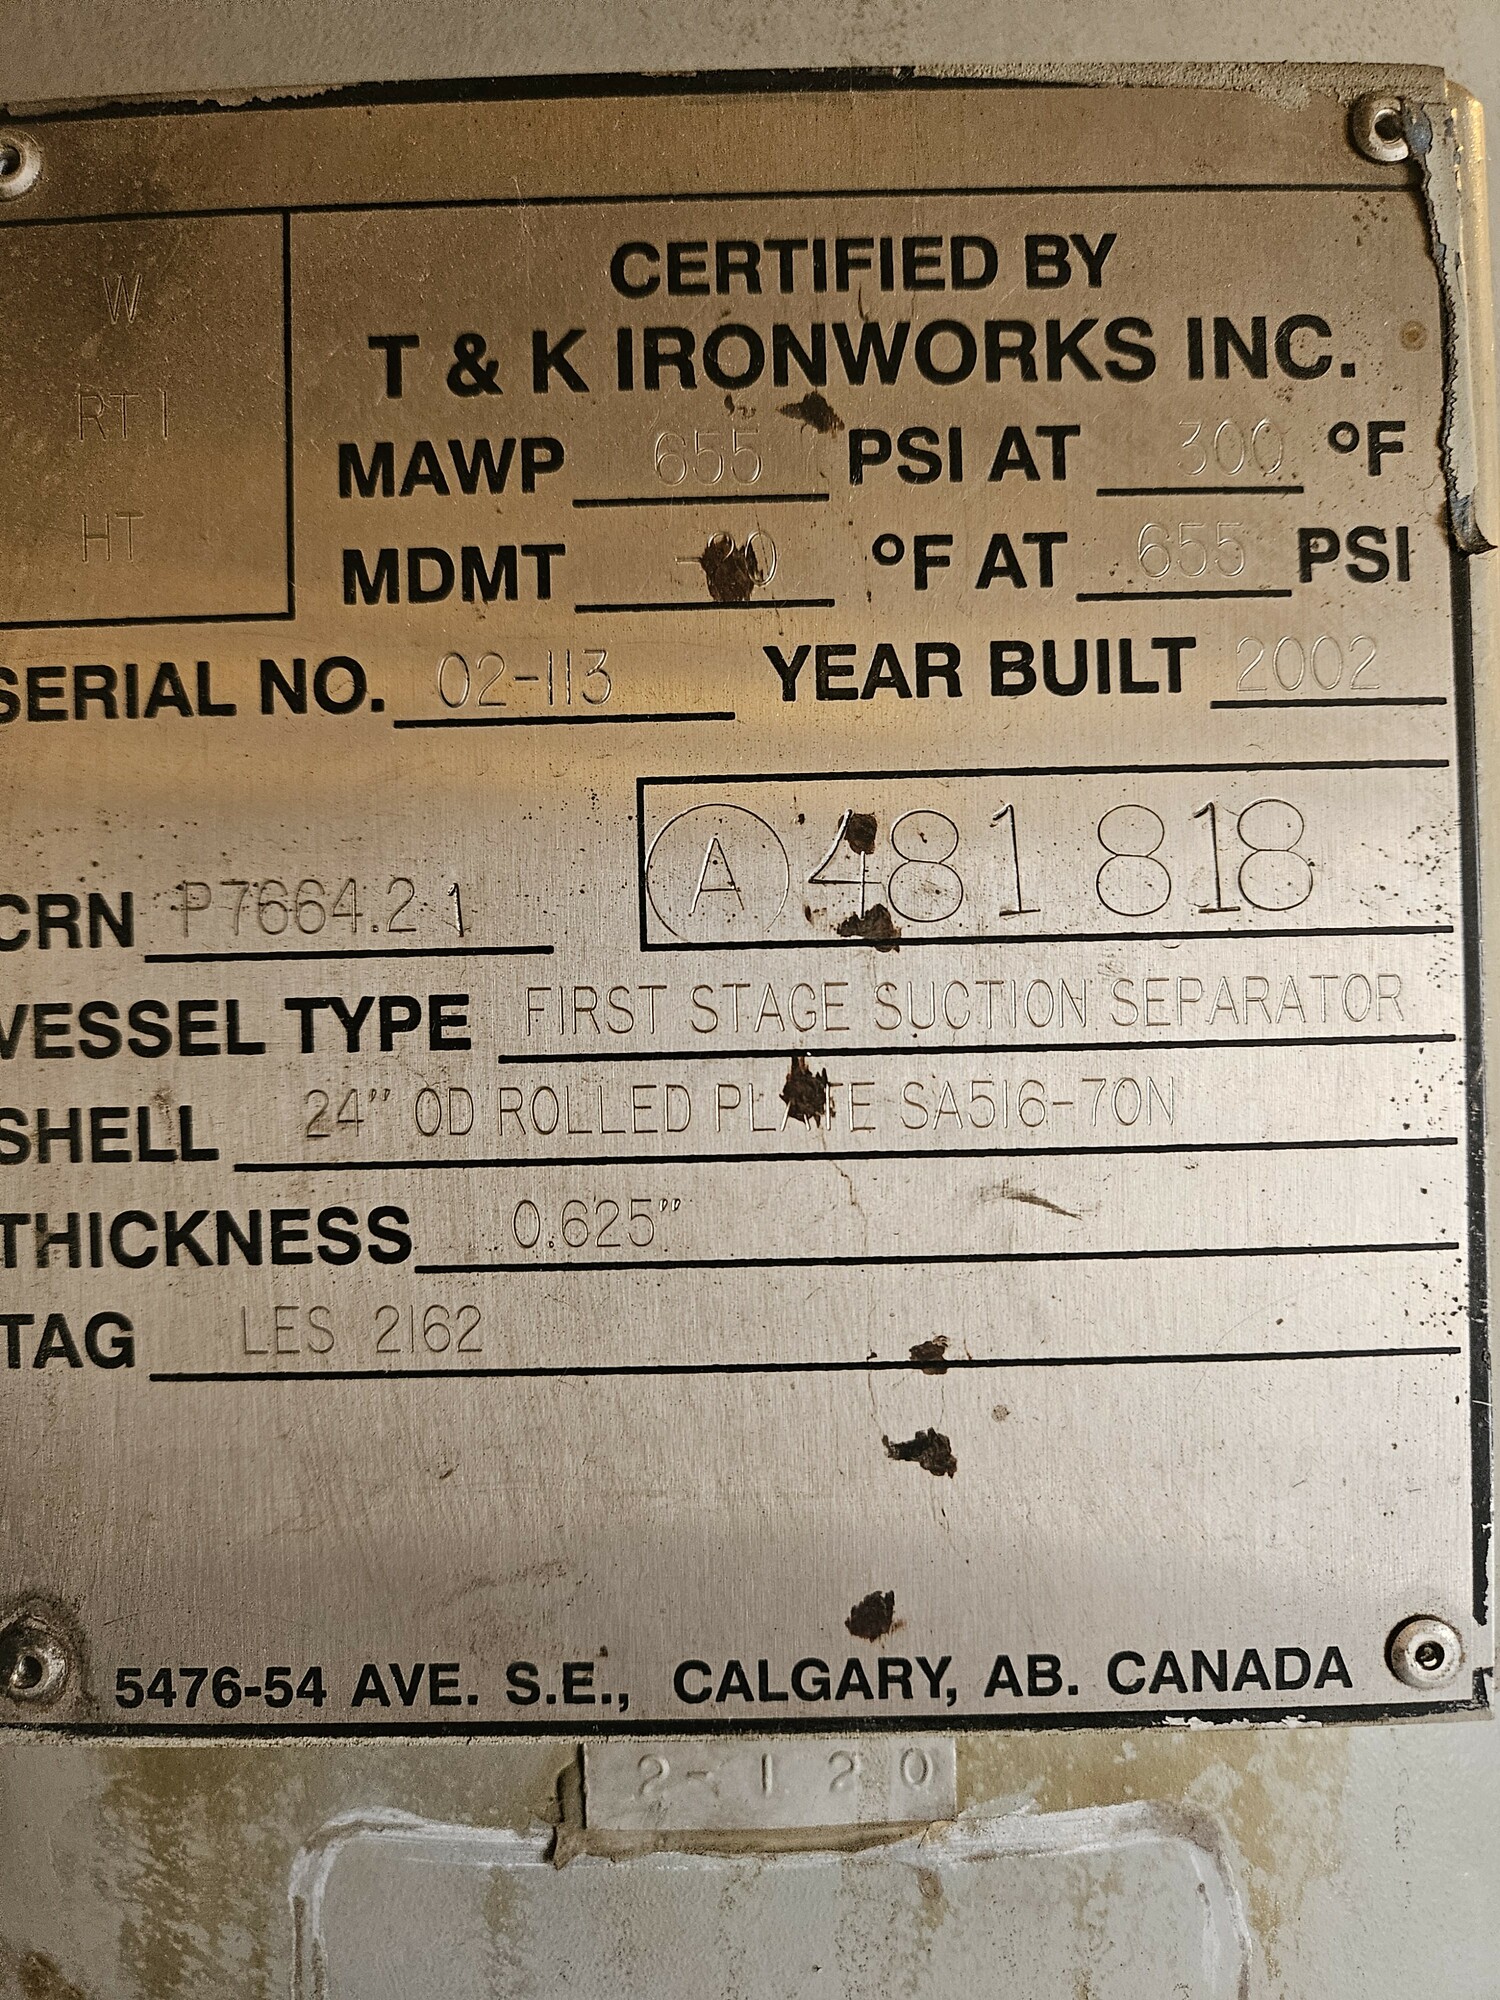 CERTIFIED BY
T & K IRONWORKS INC.
W
RT 1
HT
MAWP 655 PSI AT 300 °F
MDMT °F AT 655 PSI
SERIAL NO. 02-113 YEAR BUILT 2002
A 481 818
CRN P7664.2 1
VESSEL TYPE FIRST STAGE SUCTION SEPARATOR
SHELL 24" OD ROLLED PLATE SA516-70N
THICKNESS 0.625"
TAG LES 2162
5476-54 AVE. S.E., CALGARY, AB. CANADA
2-120